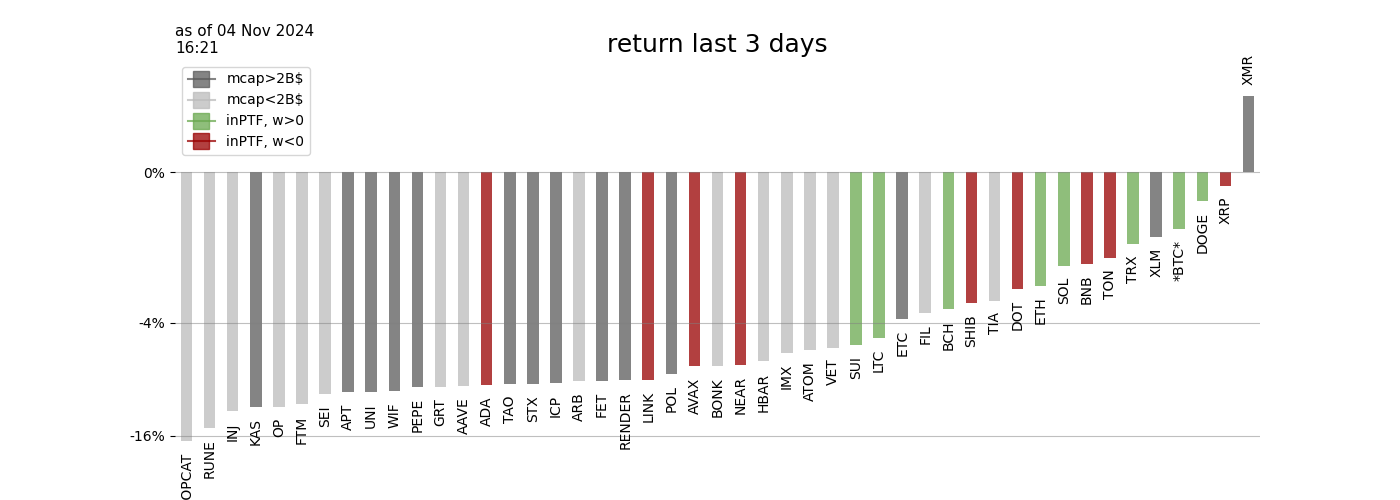 as of 04 Nov 2024
16:21
return last 3 days
mcap>2B$
mcap<2B$
inPTF, w>0
inPTF, w<0
0%
-4%
-16%
OPCAT
RUNE
INJ
KAS
OP
FTM
SEI
APT
UNI
WIF
PEPE
GRT
AAVE
ADA
TAO
STX
ICP
ARB
FET
RENDER
LINK
POL
AVAX
BONK
NEAR
HBAR
IMX
ATOM
VET
SUI
LTC
ETC
FIL
BCH
SHIB
TIA
DOT
ETH
SOL
BNB
TON
TRX
XLM
*BTC*
DOGE
XRP
XMR